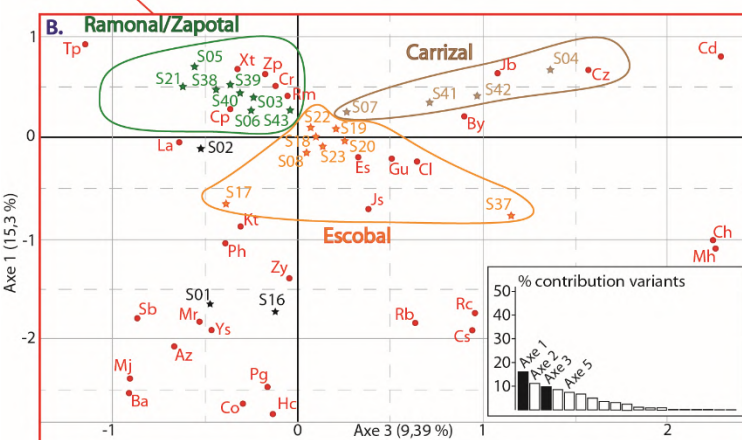 B. Ramonal/Zapotal
1
Tp
Carrizal
Cd
S05
Xt
Zp
S04
Jb
Cz
S21
S38
S39
Cr
Rm
S41
S42
S40
S03
Cp
S06
S43
S07
By
S22
S19
0
La
S02
S18
S20
S08
S23
Es
Gu
Cl
S17
Js
S37
Kt
Escobal
-1
Ph
Ch
Mh
Zy
% contribution variants
S01
S16
50
Sb
Mr
Rb
Rc
40
Ys
Cs
30
-2
Az
20
Axe 1
Axe 2
Axe 3
Axe 5
10
Mj
Pg
Ba
Co
Hc
Axe 1 (15,3 %)
-1
0
Axe 3 (9,39 %)
1
2